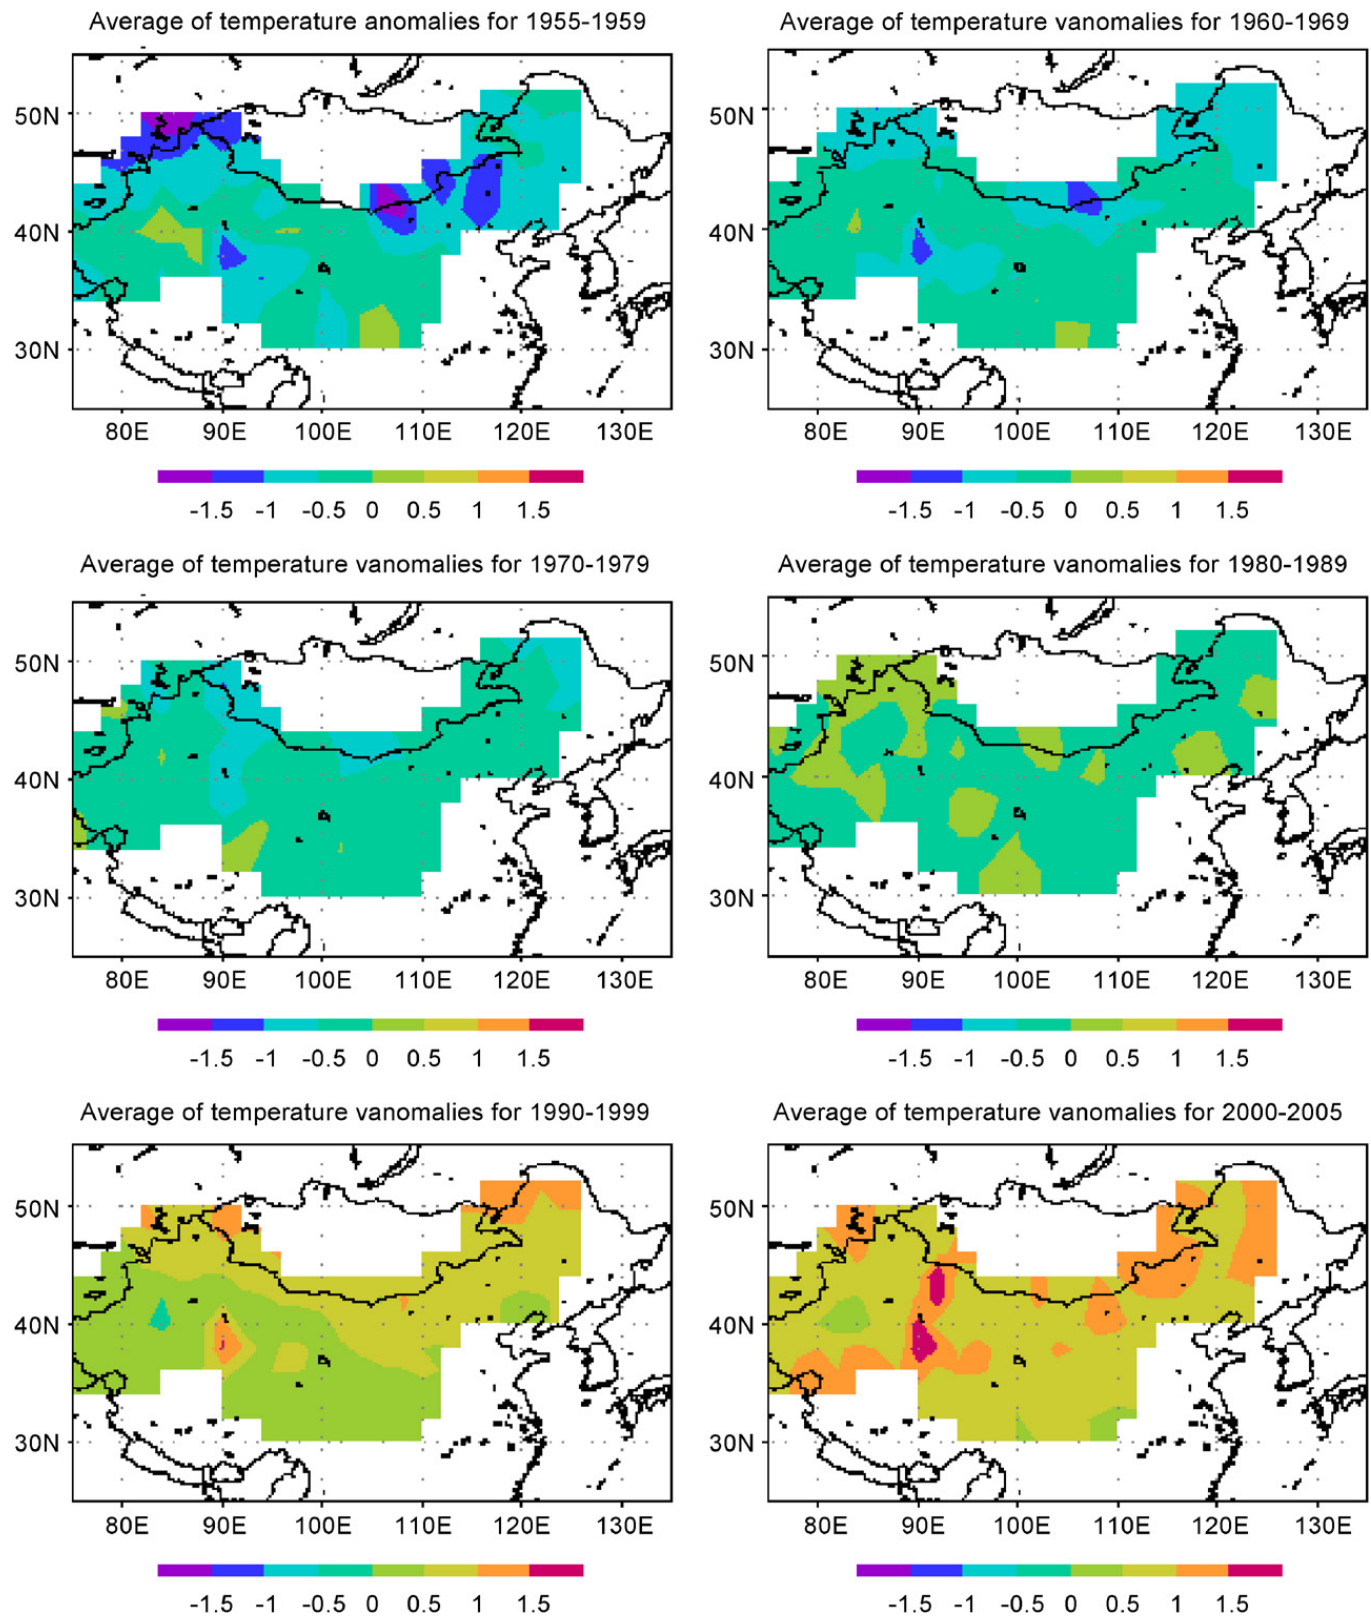 Average of temperature anomalies for 1955-1959
50N
40N
30N
80E 90E 100E 110E 120E 130E
-1.5 -1 -0.5 0 0.5 1 1.5
Average of temperature vanomalies for 1960-1969
50N
40N
30N
80E 90E 100E 110E 120E 130E
-1.5 -1 -0.5 0 0.5 1 1.5
Average of temperature vanomalies for 1970-1979
50N
40N
30N
80E 90E 100E 110E 120E 130E
-1.5 -1 -0.5 0 0.5 1 1.5
Average of temperature vanomalies for 1980-1989
50N
40N
30N
80E 90E 100E 110E 120E 130E
-1.5 -1 -0.5 0 0.5 1 1.5
Average of temperature vanomalies for 1990-1999
50N
40N
30N
80E 90E 100E 110E 120E 130E
-1.5 -1 -0.5 0 0.5 1 1.5
Average of temperature vanomalies for 2000-2005
50N
40N
30N
80E 90E 100E 110E 120E 130E
-1.5 -1 -0.5 0 0.5 1 1.5